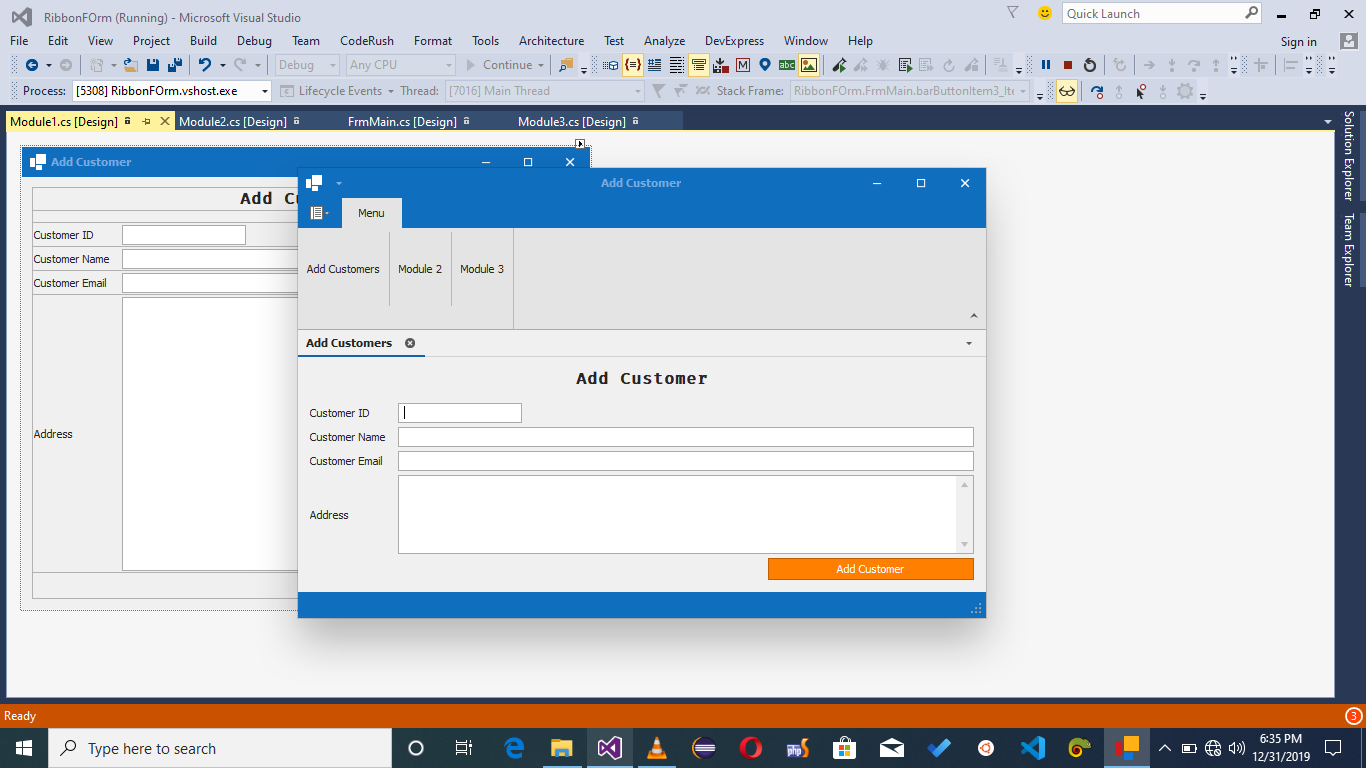 RibbonFOrm (Running) - Microsoft Visual Studio
Quick Launch
File Edit View Project Build Debug Team CodeRush Format Tools Architecture Test Analyze DevExpress Window Help
Sign in
Debug Any CPU Continue
Process: [5308] RibbonFOrm.vshost.exe Lifecycle Events Thread: [7016] Main Thread Stack Frame: RibbonFOrm.FrmMain.barButtonItem3_Ite
Module1.cs [Design] Module2.cs [Design] FrmMain.cs [Design] Module3.cs [Design]
Solution Explorer
Team Explorer
Add Customer
Add Cu
Customer ID
Customer Name
Customer Email
Address
Add Customer
Menu
Add Customers Module 2 Module 3
Add Customers
Add Customer
Customer ID
Customer Name
Customer Email
Address
Add Customer
Ready
3
Type here to search
php5
6:35 PM
12/31/2019